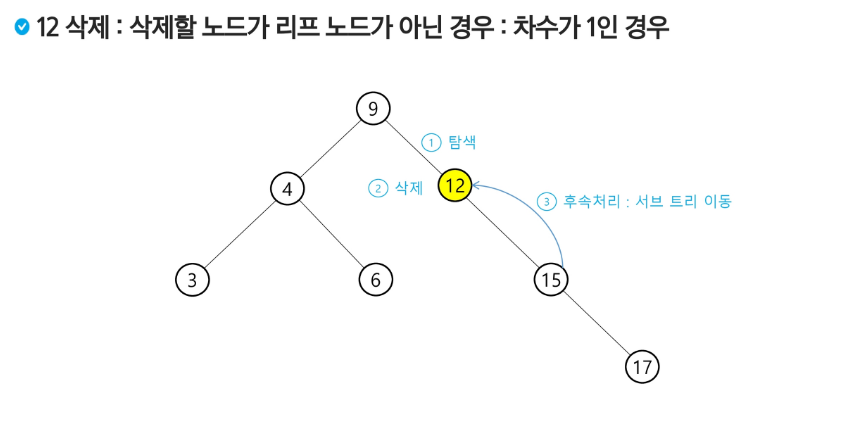 12 삭제 : 삭제할 노드가 리프 노드가 아닌 경우 : 차수가 1인 경우
9
① 탐색
4
② 삭제
12
③ 후속처리 : 서브 트리 이동
3
6
15
17